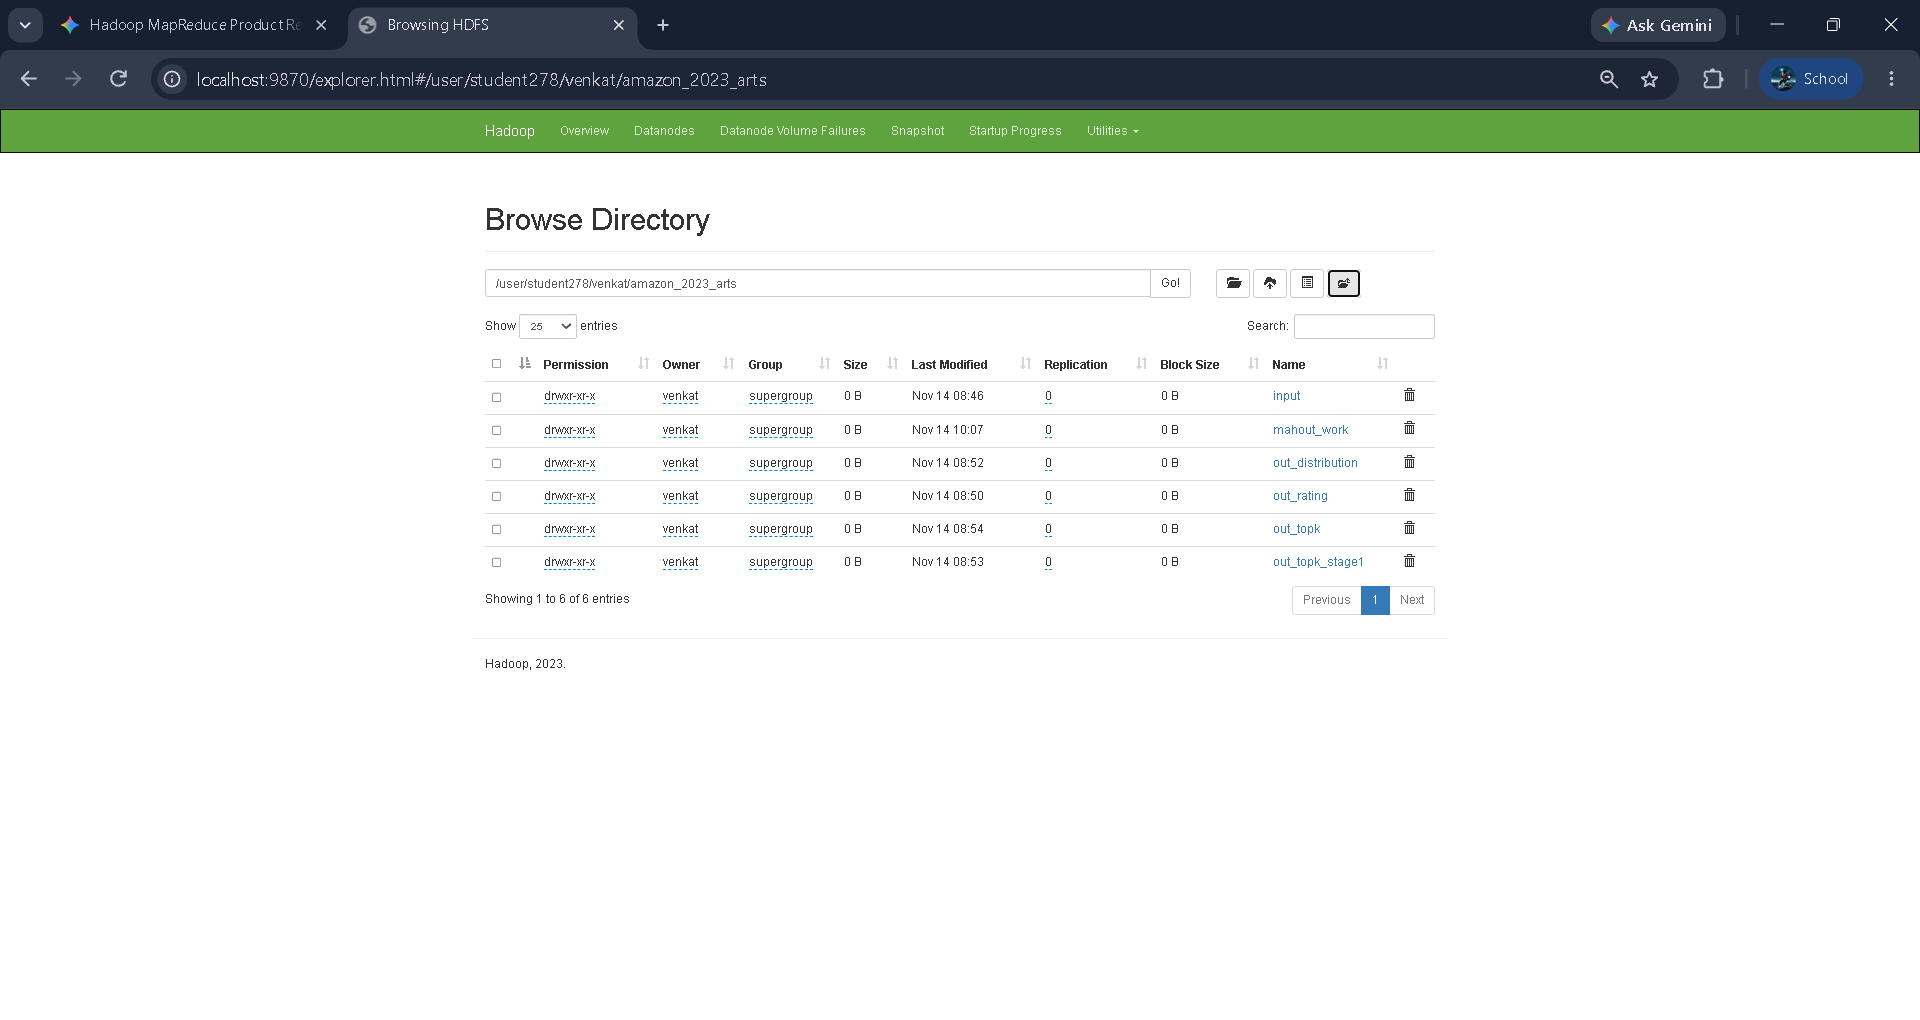 Hadoop MapReduce Product Re
Browsing HDFS
Ask Gemini
localhost:9870/explorer.html#/user/student278/venkat/amazon_2023_arts
School
Hadoop Overview Datanodes Datanode Volume Failures Snapshot Startup Progress Utilities
Browse Directory
/user/student278/venkat/amazon_2023_arts Go!
Show 25 entries Search:
Permission Owner Group Size Last Modified Replication Block Size Name
drwxr-xr-x venkat supergroup 0 B Nov 14 08:46 0 0 B input
drwxr-xr-x venkat supergroup 0 B Nov 14 10:07 0 0 B mahout_work
drwxr-xr-x venkat supergroup 0 B Nov 14 08:52 0 0 B out_distribution
drwxr-xr-x venkat supergroup 0 B Nov 14 08:50 0 0 B out_rating
drwxr-xr-x venkat supergroup 0 B Nov 14 08:54 0 0 B out_topk
drwxr-xr-x venkat supergroup 0 B Nov 14 08:53 0 0 B out_topk_stage1
Showing 1 to 6 of 6 entries Previous 1 Next
Hadoop, 2023.